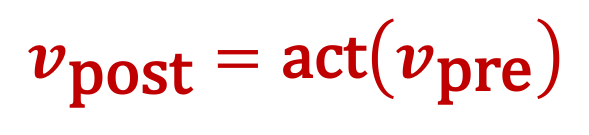 v_post = act(v_pre)